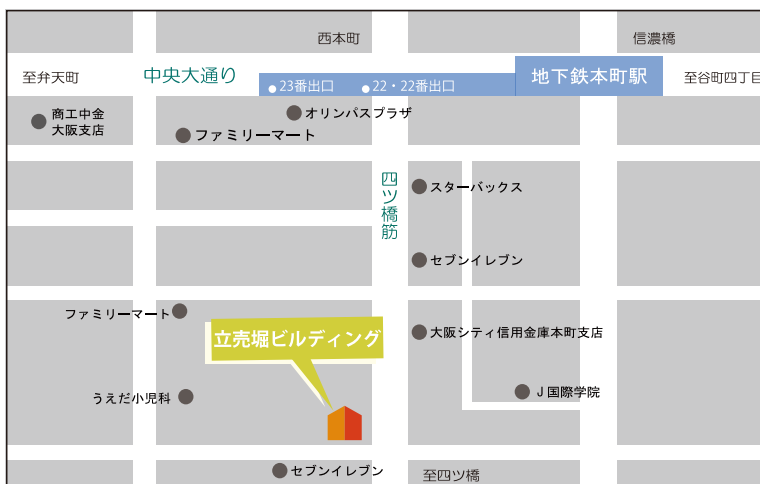 西本町
信濃橋
至弁天町
中央大通り
23番出口
22・22番出口
地下鉄本町駅
至谷町四丁目
商工中金
大阪支店
オリンパスプラザ
ファミリーマート
四ツ橋筋
スターバックス
セブンイレブン
ファミリーマート
立売堀ビルディング
大阪シティ信用金庫本町支店
うえだ小児科
J国際学院
セブンイレブン
至四ツ橋